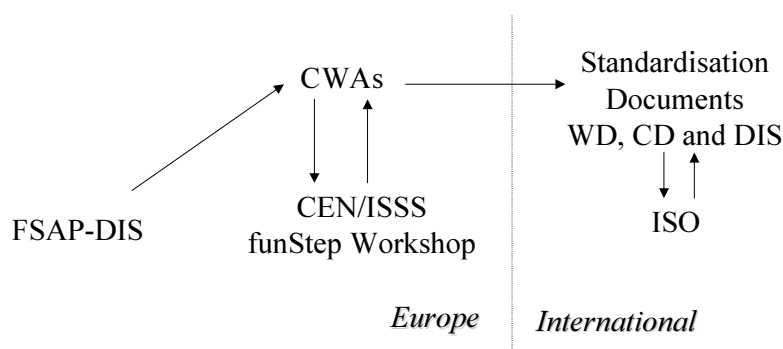 CWAs
Standardisation
Documents
WD, CD and DIS
FSAP-DIS
CEN/ISSS
funStep Workshop
ISO
Europe
International